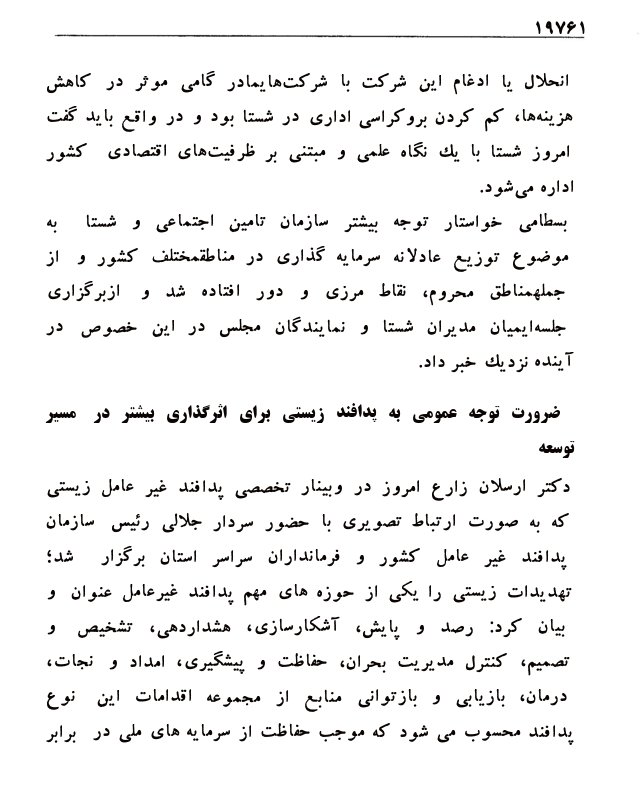 ۱۹۷۶۱
انحلال یا ادغام این شرکت با شرکت‌هایمادر گامی موثر در کاهش
هزینه‌ها، کم کردن بروکراسی اداری در شستا بود و در واقع باید گفت
امروز شستا با یك نگاه علمی و مبتنی بر ظرفیت‌های اقتصادی کشور
اداره می‌شود.
بسطامی خواستار توجه بیشتر سازمان تامین اجتماعی و شستا به
موضوع توزیع عادلانه سرمایه گذاری در مناطقمختلف کشور و از
جملهمناطق محروم، نقاط مرزی و دور افتاده شد و ازبرگزاری
جلسه‌ایمیان مدیران شستا و نمایندگان مجلس در این خصوص در
آینده نزدیك خبر داد.
ضرورت توجه عمومی به پدافند زیستی برای اثرگذاری بیشتر در مسیر
توسعه
دکتر ارسلان زارع امروز در وبینار تخصصی پدافند غیر عامل زیستی
که به صورت ارتباط تصویری با حضور سردار جلالی رئیس سازمان
پدافند غیر عامل کشور و فرمانداران سراسر استان برگزار شد؛
تهدیدات زیستی را یکی از حوزه های مهم پدافند غیرعامل عنوان و
بیان کرد: رصد و پایش، آشکارسازی، هشداردهی، تشخیص و
تصمیم، کنترل مدیریت بحران، حفاظت و پیشگیری، امداد و نجات،
درمان، بازیابی و بازتوانی منابع از مجموعه اقدامات این نوع
پدافند محسوب می شود که موجب حفاظت از سرمایه های ملی در برابر